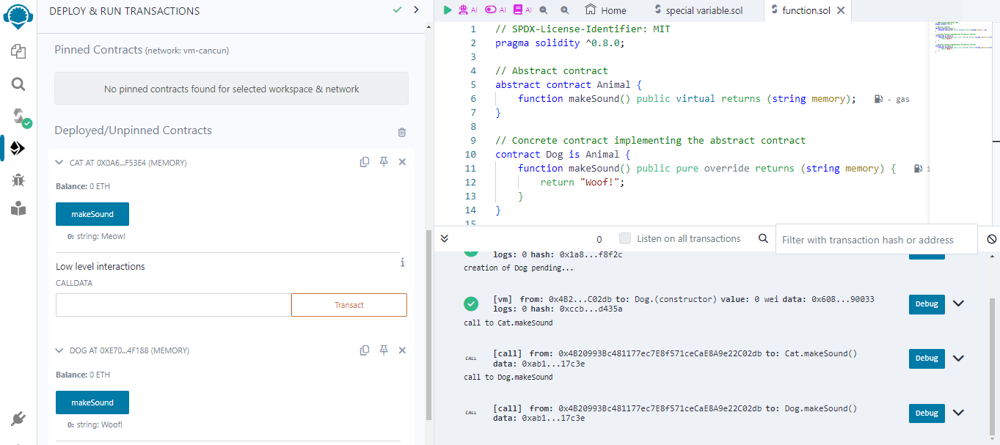 DEPLOY & RUN TRANSACTIONS
Pinned Contracts (network: vm-cancun)
No pinned contracts found for selected workspace & network
Deployed/Unpinned Contracts
CAT AT 0X0A6...F53E4 (MEMORY)
Balance: 0 ETH
makeSound
0: string: Meow!
Low level interactions
CALLDATA
Transact
DOG AT 0XE70...4F188 (MEMORY)
Balance: 0 ETH
makeSound
0: string: Woof!
AI AI AI Home special variable.sol function.sol
1 // SPDX-License-Identifier: MIT
2 pragma solidity ^0.8.0;
3
4 // Abstract contract
5 abstract contract Animal {
6 function makeSound() public virtual returns (string memory); - gas
7 }
8
9 // Concrete contract implementing the abstract contract
10 contract Dog is Animal {
11 function makeSound() public pure override returns (string memory) { i
12 return "Woof!";
13 }
14 }
15
0 Listen on all transactions Filter with transaction hash or address
logs: 0 hash: 0x1a8...f8f2c
creation of Dog pending...
[vm] from: 0x4B2...C02db to: Dog.(constructor) value: 0 wei data: 0x608...90033
logs: 0 hash: 0xccb...d435a
Debug
call to Cat.makeSound
CALL [call] from: 0x4B20993Bc481177ec7E8f571ceCaE8A9e22C02db to: Cat.makeSound()
data: 0xab1...17c3e
Debug
call to Dog.makeSound
CALL [call] from: 0x4B20993Bc481177ec7E8f571ceCaE8A9e22C02db to: Dog.makeSound()
data: 0xab1...17c3e
Debug